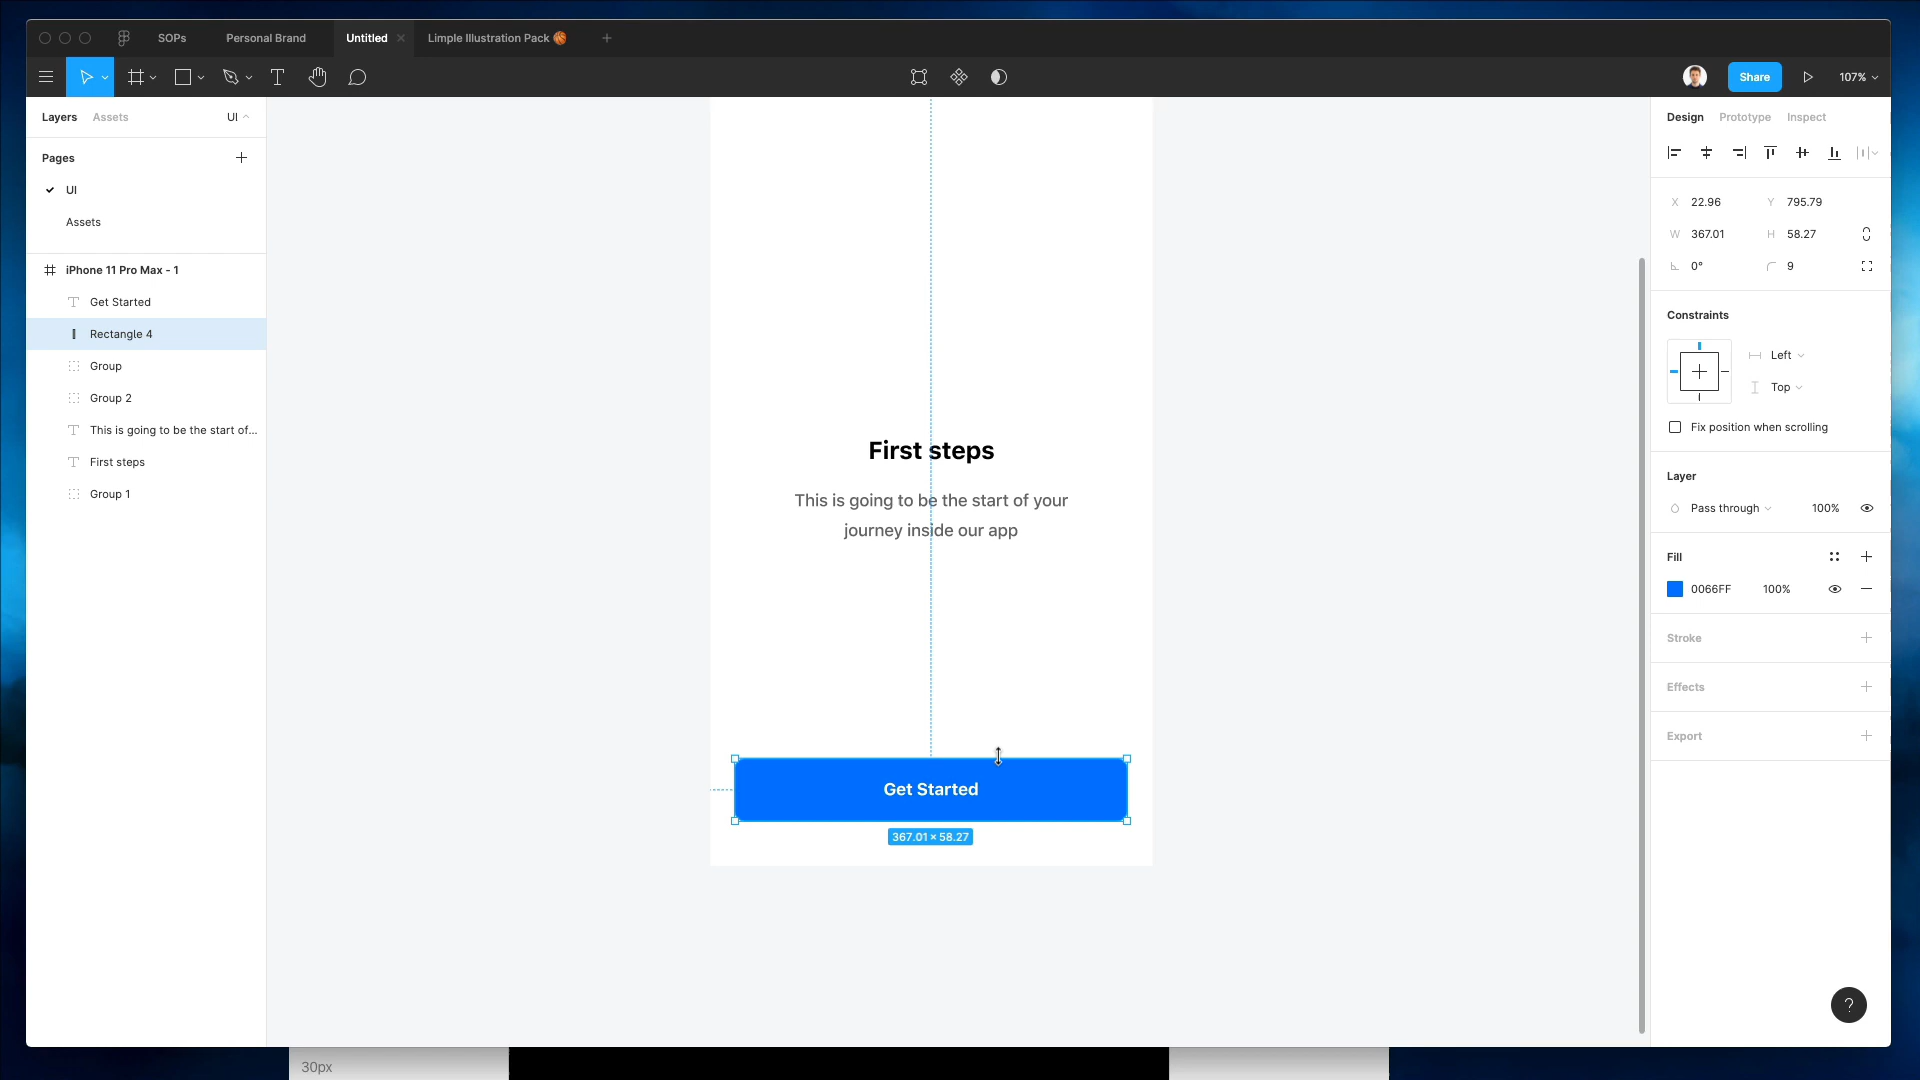 SOPs
Personal Brand
Untitled
Limple Illustration Pack 🏀
Share
107%
Layers
Assets
UI
Pages
UI
Assets
iPhone 11 Pro Max - 1
Get Started
Rectangle 4
Group
Group 2
This is going to be the start of...
First steps
Group 1
First steps
This is going to be the start of your
journey inside our app
Get Started
367.01 × 58.27
Design
Prototype
Inspect
X 22.96
Y 795.79
W 367.01
H 58.27
0°
9
Constraints
Left
Top
Fix position when scrolling
Layer
Pass through
100%
Fill
0066FF
100%
Stroke
Effects
Export
?
30px